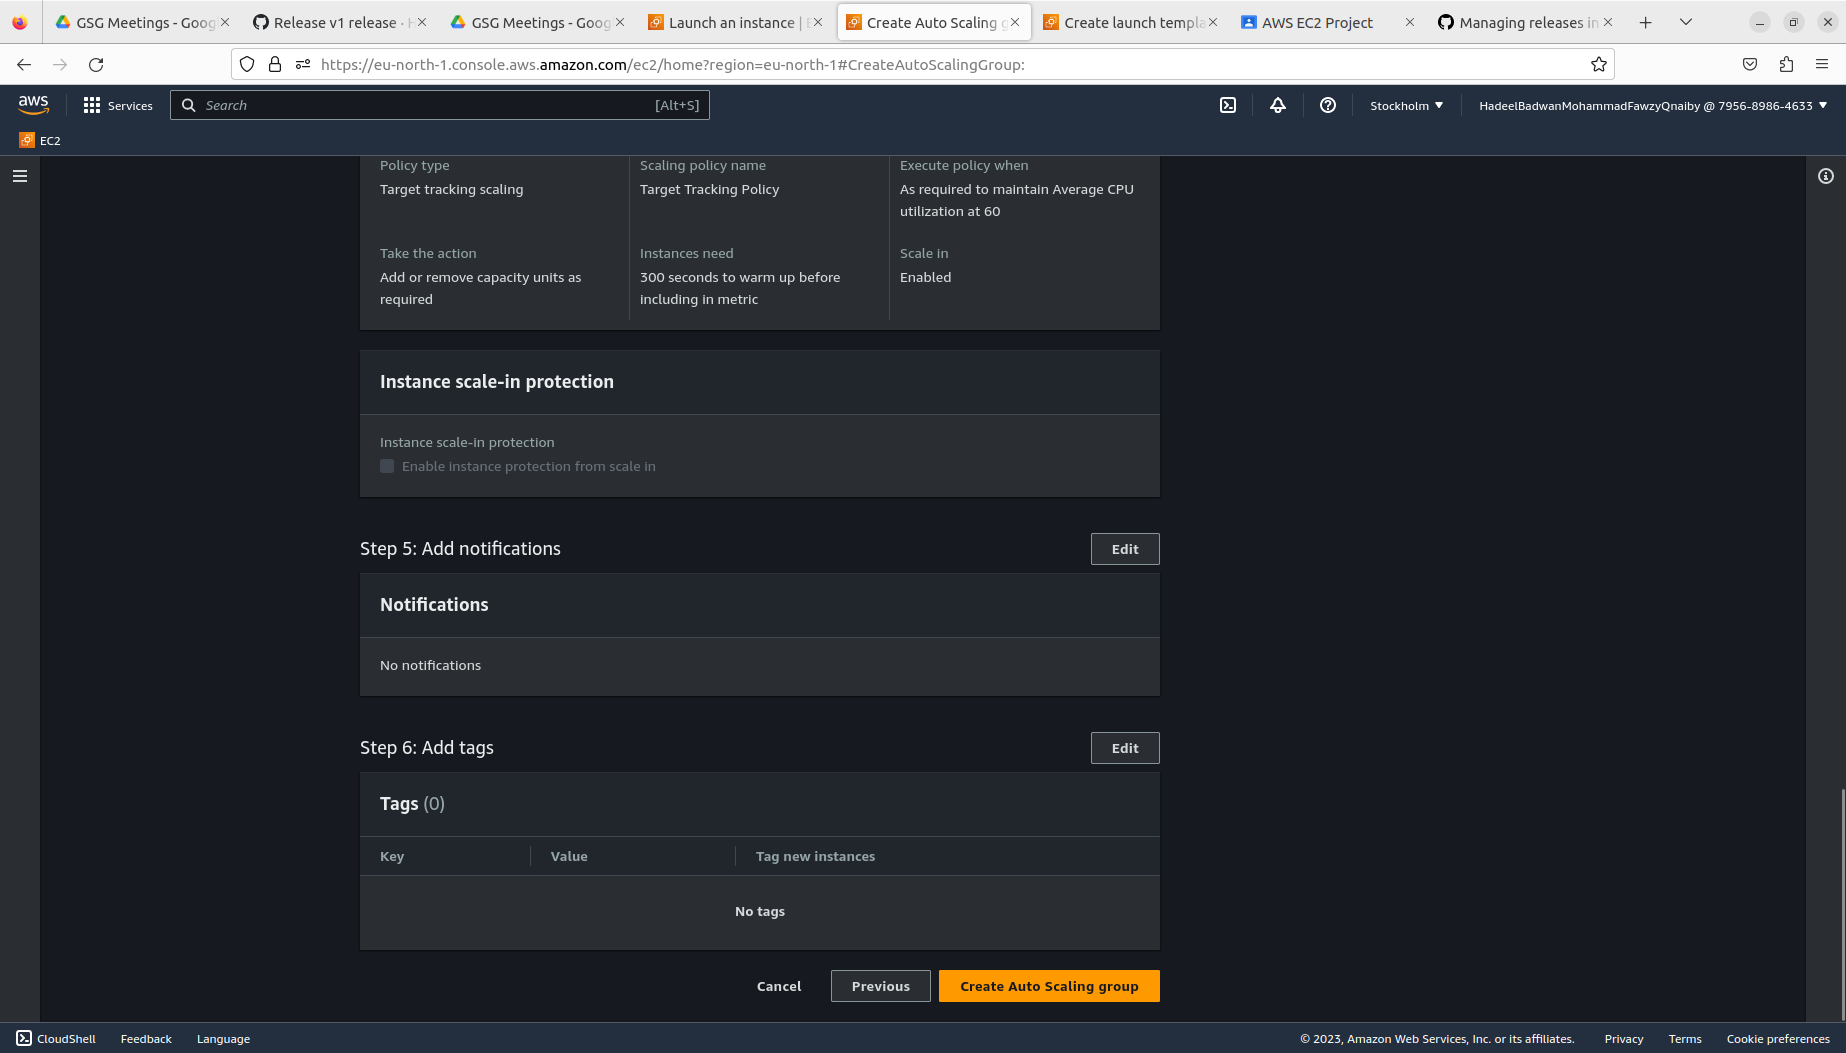 GSG Meetings - Goog
Release v1 release · H
GSG Meetings - Goog
Launch an instance | E
Create Auto Scaling g
Create launch templa
AWS EC2 Project
Managing releases in
https://eu-north-1.console.aws.amazon.com/ec2/home?region=eu-north-1#CreateAutoScalingGroup:
aws
Services
Search
[Alt+S]
Stockholm
HadeelBadwanMohammadFawzyQnaiby @ 7956-8986-4633
EC2
Policy type
Target tracking scaling
Scaling policy name
Target Tracking Policy
Execute policy when
As required to maintain Average CPU
utilization at 60
Take the action
Add or remove capacity units as
required
Instances need
300 seconds to warm up before
including in metric
Scale in
Enabled
Instance scale-in protection
Instance scale-in protection
Enable instance protection from scale in
Step 5: Add notifications
Edit
Notifications
No notifications
Step 6: Add tags
Edit
Tags (0)
Key
Value
Tag new instances
No tags
Cancel
Previous
Create Auto Scaling group
CloudShell
Feedback
Language
© 2023, Amazon Web Services, Inc. or its affiliates.
Privacy
Terms
Cookie preferences